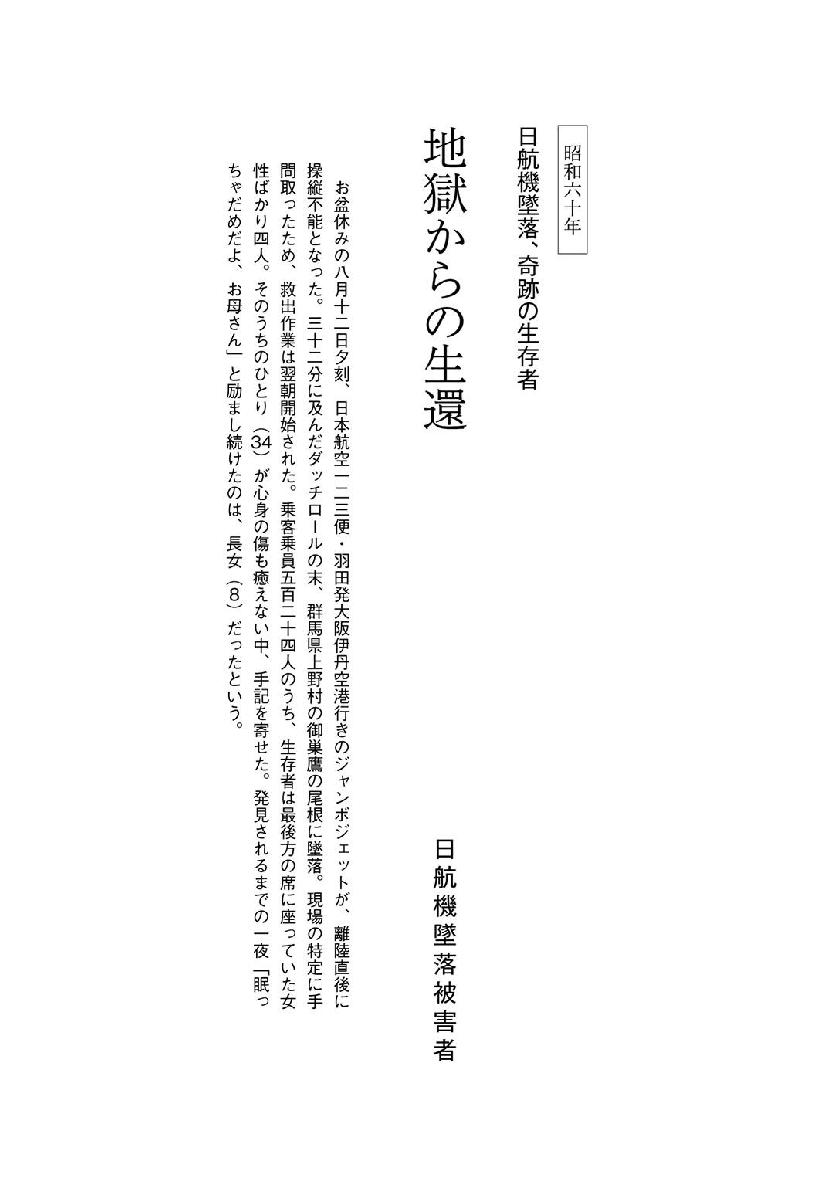 昭和六十年
日航機墜落、奇跡の生存者
地獄からの生還
日航機墜落被害者
お盆休みの八月十二日夕刻、日本航空一二三便・羽田発大阪伊丹空港行きのジャンボジェットが、離陸直後に
操縦不能となった。三十二分に及んだダッチロールの末、群馬県上野村の御巣鷹の尾根に墜落。現場の特定に手
間取ったため、救出作業は翌朝開始された。乗客乗員五百二十四人のうち、生存者は最後方の席に座っていた女
性ばかり四人。そのうちのひとり（34）が心身の傷も癒えない中、手記を寄せた。発見されるまでの一夜「眠っ
ちゃだめだよ、お母さん」と励まし続けたのは、長女（8）だったという。